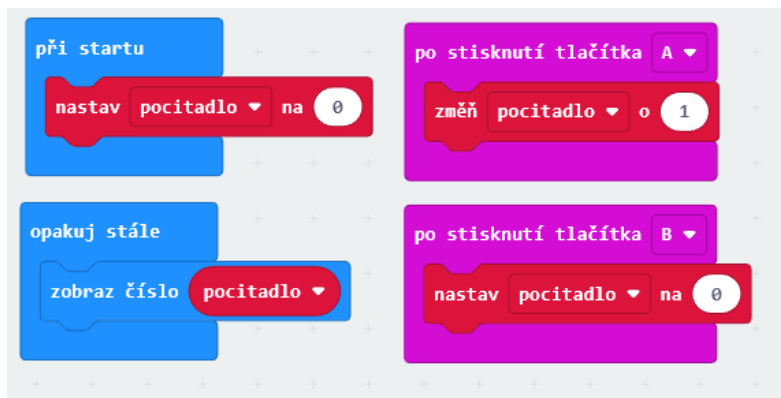 při startu
nastav pocitadlo na 0
opakuj stále
zobraz číslo pocitadlo
po stisknutí tlačítka A
změň pocitadlo o 1
po stisknutí tlačítka B
nastav pocitadlo na 0